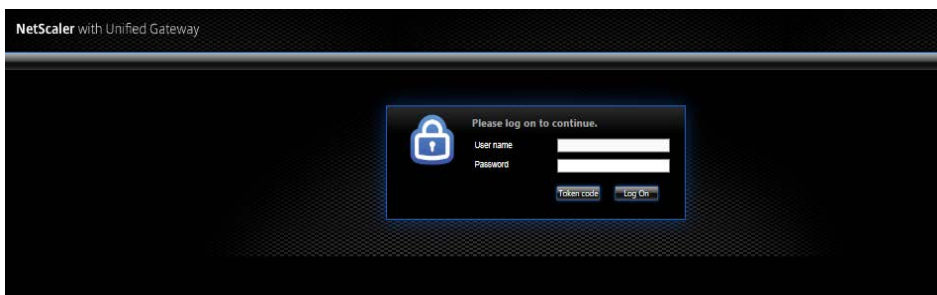 NetScaler with Unified Gateway
Please log on to continue.
User name
Password
Token code Log On